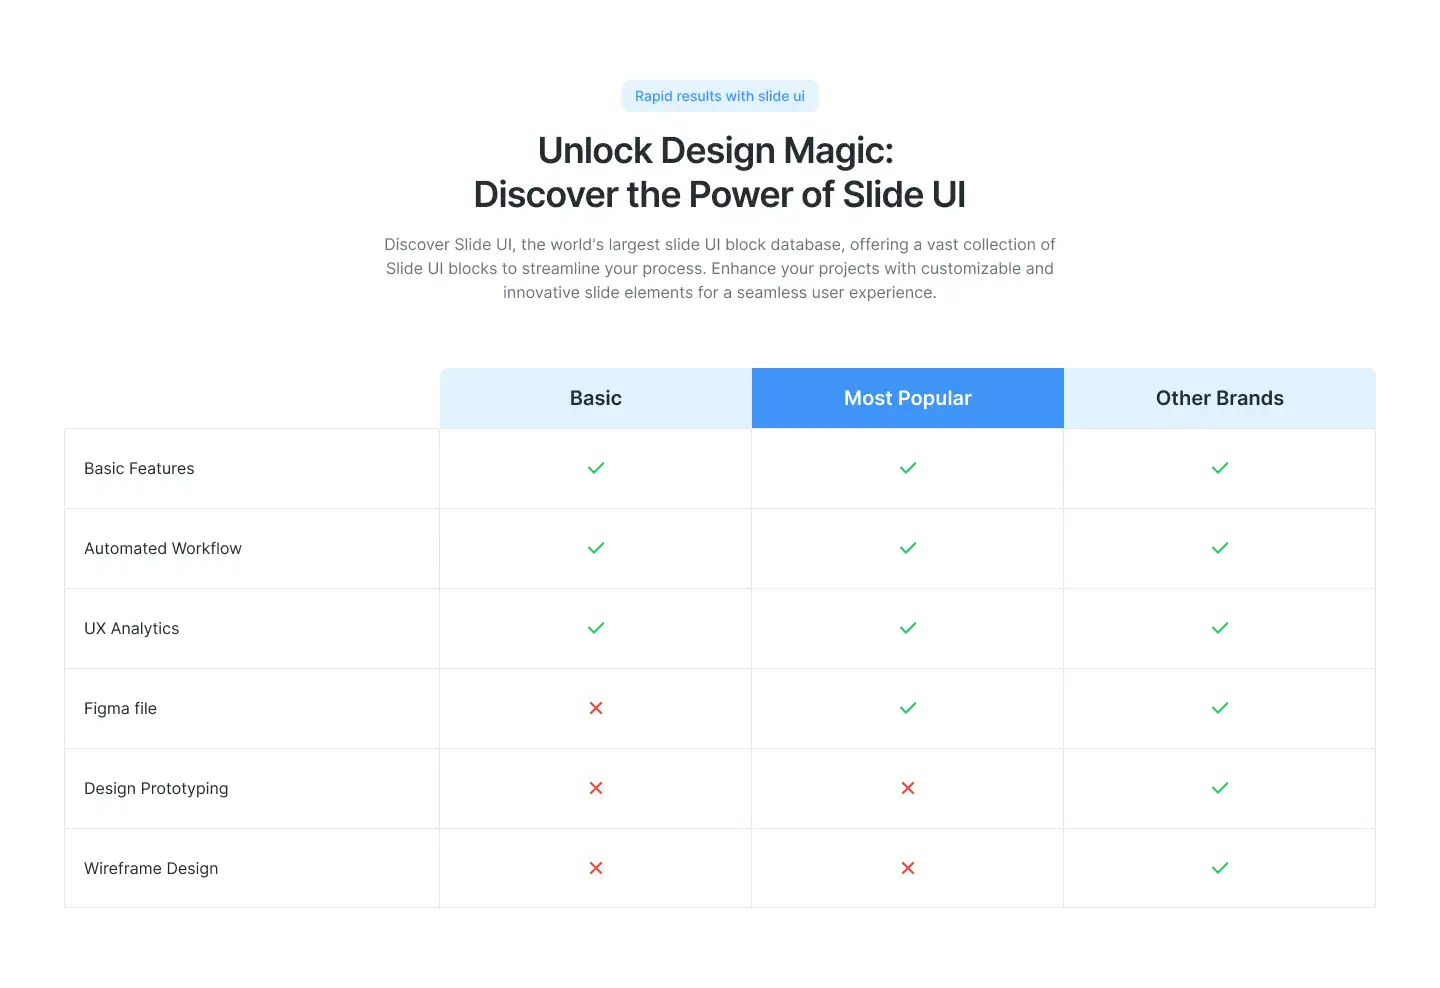 Rapid results with slide ui
Unlock Design Magic:
Discover the Power of Slide UI
Discover Slide UI, the world's largest slide UI block database, offering a vast collection of
Slide UI blocks to streamline your process. Enhance your projects with customizable and
innovative slide elements for a seamless user experience.
Basic Most Popular Other Brands
Basic Features
Automated Workflow
UX Analytics
Figma file
Design Prototyping
Wireframe Design